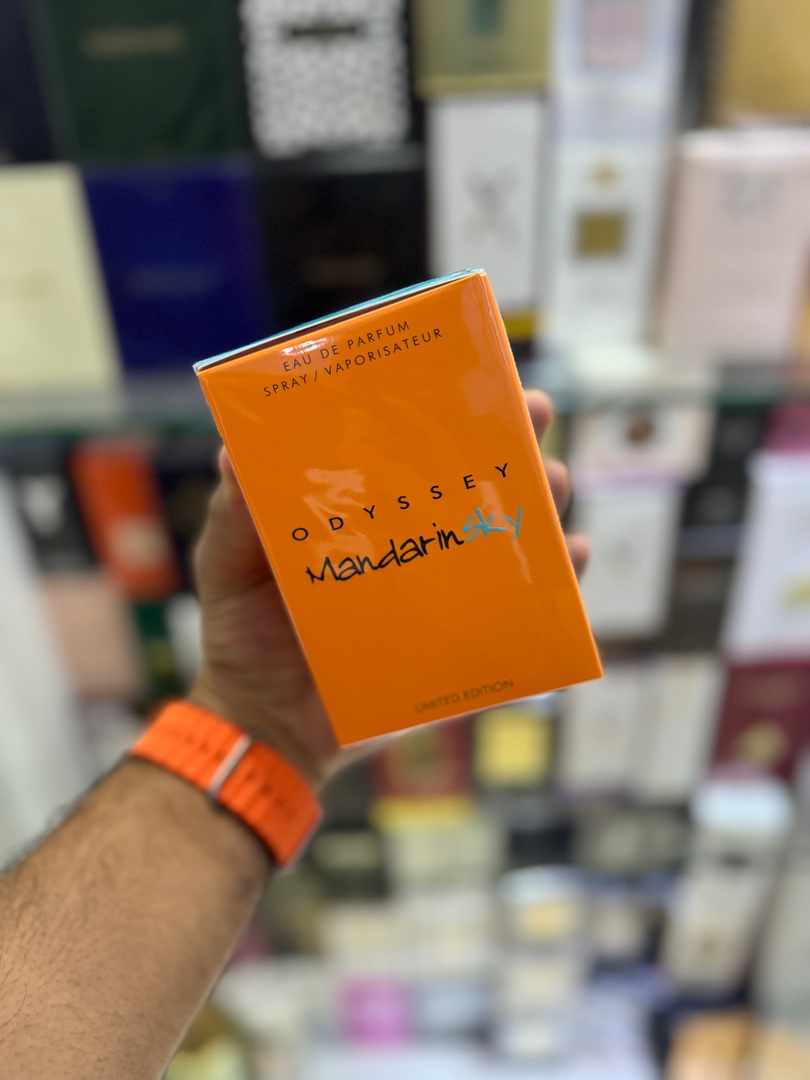 EAU DE PARFUM
SPRAY / VAPORISATEUR
ODYSSEY
Mandarinsky
LIMITED EDITION